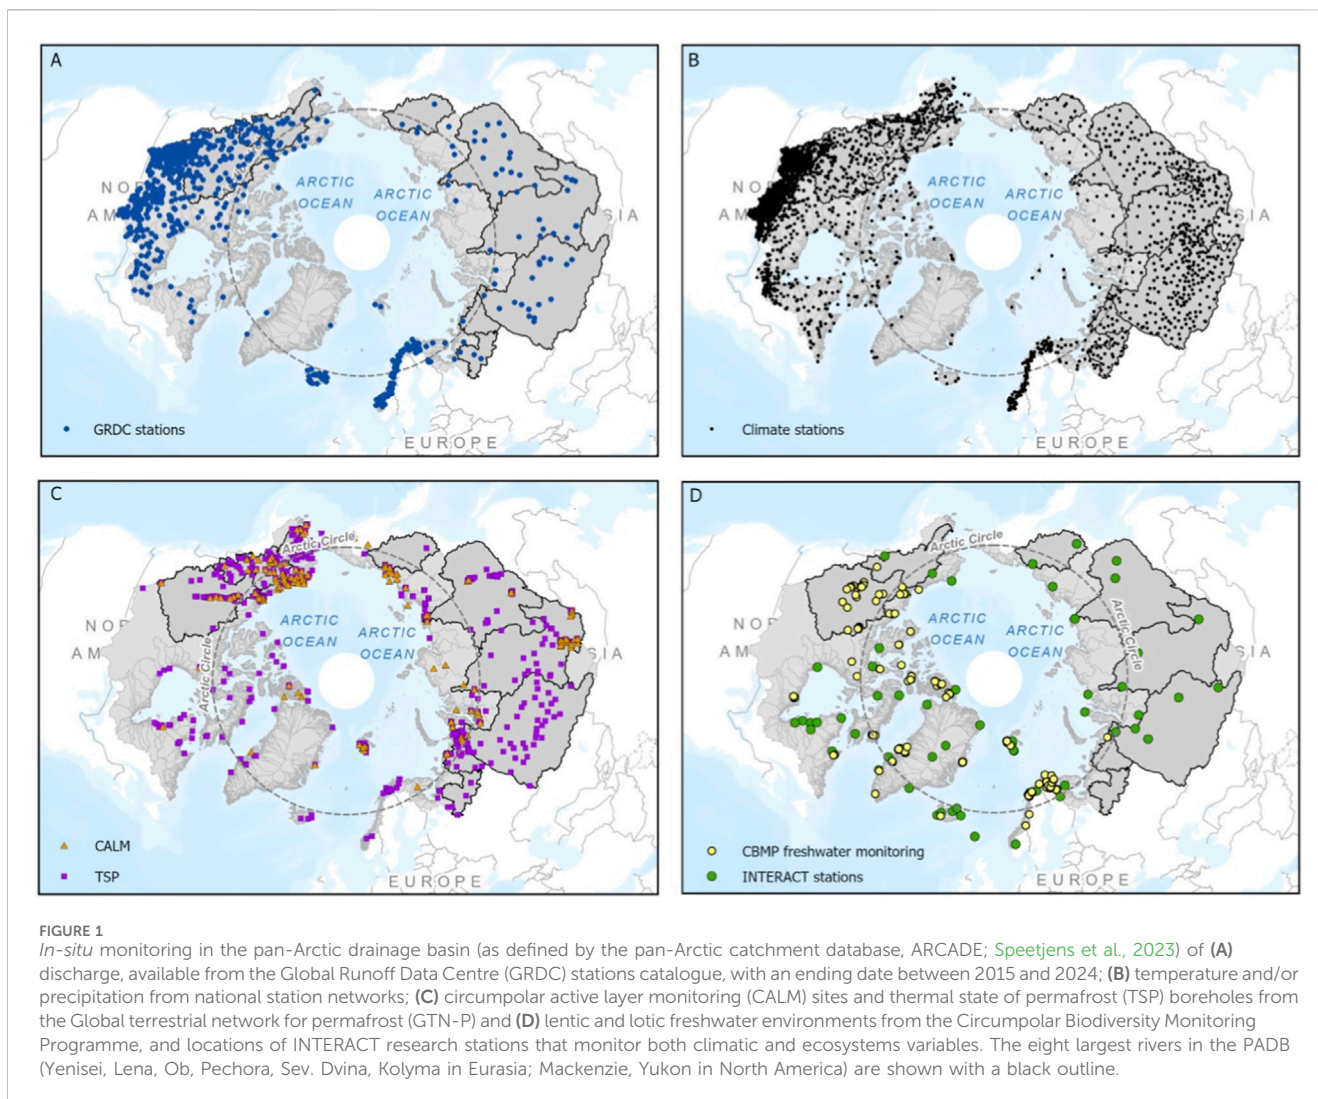 A
NOR
AM
ARCTIC
OCEAN
ARCTIC
OCEAN
SIA
EUROPE
GRDC stations
B
NO
AM
ARCTIC
OCEAN
ARCTIC
OCEAN
SIA
EUROPE
Climate stations
C
Arctic Circle
NOR
AM
Arctic Circle
ARCTIC
OCEAN
ARCTIC
OCEAN
SIA
CALM
TSP
EUROPE
D
Arctic Circle
NOR
AM
ARCTIC
OCEAN
ARCTIC
OCEAN
Arctic Circle
SIA
CBMP freshwater monitoring
INTERACT stations
EUROPE
FIGURE 1
In-situ monitoring in the pan-Arctic drainage basin (as defined by the pan-Arctic catchment database, ARCADE; Speetjens et al., 2023) of (A)
discharge, available from the Global Runoff Data Centre (GRDC) stations catalogue, with an ending date between 2015 and 2024; (B) temperature and/or
precipitation from national station networks; (C) circumpolar active layer monitoring (CALM) sites and thermal state of permafrost (TSP) boreholes from
the Global terrestrial network for permafrost (GTN-P) and (D) lentic and lotic freshwater environments from the Circumpolar Biodiversity Monitoring
Programme, and locations of INTERACT research stations that monitor both climatic and ecosystems variables. The eight largest rivers in the PADB
(Yenisei, Lena, Ob, Pechora, Sev. Dvina, Kolyma in Eurasia; Mackenzie, Yukon in North America) are shown with a black outline.